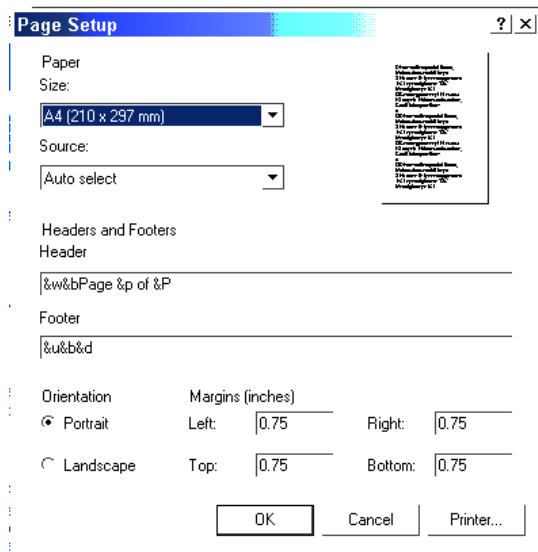 Page Setup
Paper
Size:
A4 (210 x 297 mm)
Source:
Auto select
Headers and Footers
Header
&w&bPage &p of &P
Footer
&u&b&d
Orientation Margins (inches)
Portrait Left: 0.75 Right: 0.75
Landscape Top: 0.75 Bottom: 0.75
OK Cancel Printer...